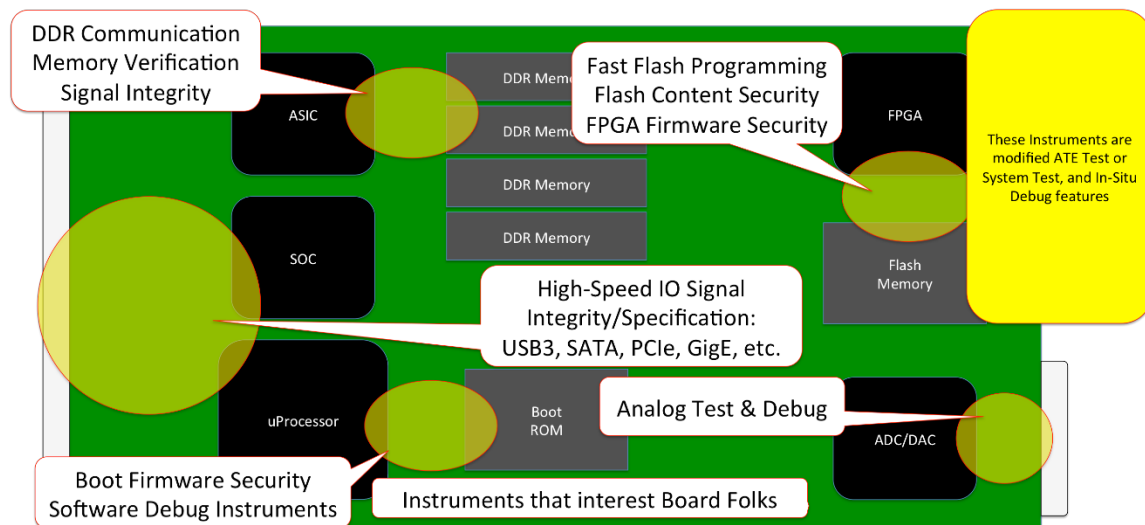 DDR Communication
Memory Verification
Signal Integrity
ASIC
DDR Memo
DDR Memo
DDR Memory
DDR Memory
Fast Flash Programming
Flash Content Security
FPGA Firmware Security
FPGA
These Instruments are
modified ATE Test or
System Test, and In-Situ
Debug features
SOC
Flash
Memory
High-Speed IO Signal
Integrity/Specification:
USB3, SATA, PCIe, GigE, etc.
uProcessor
Boot
ROM
Analog Test & Debug
ADC/DAC
Boot Firmware Security
Software Debug Instruments
Instruments that interest Board Folks